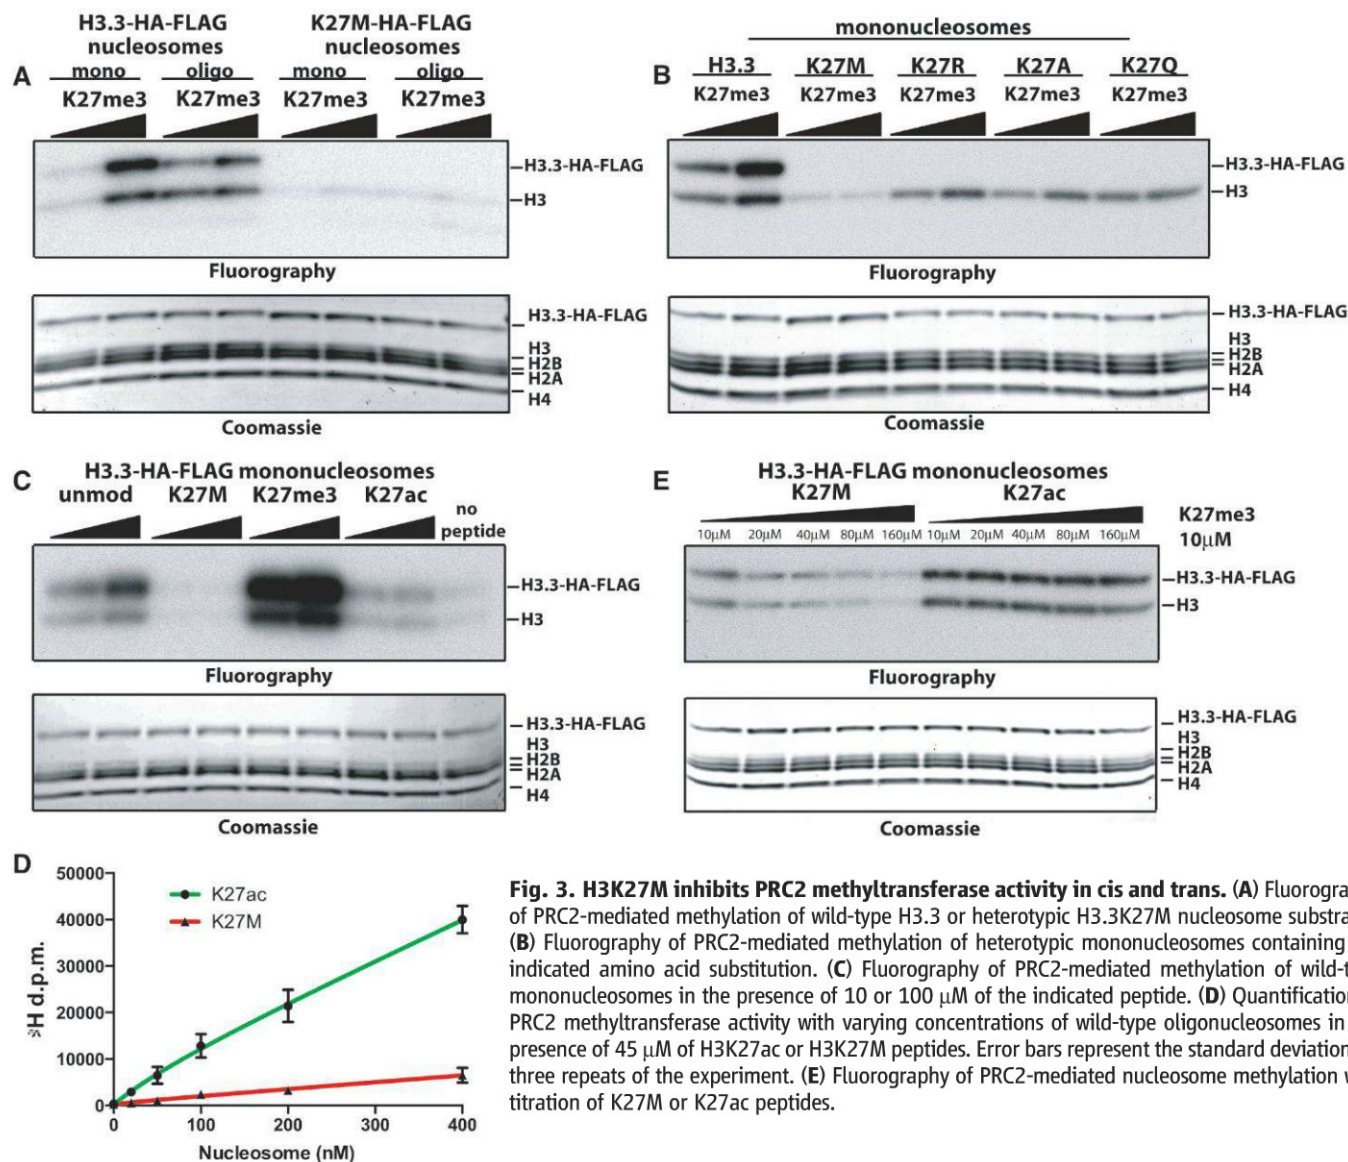 H3.3-HA-FLAG nucleosomes
K27M-HA-FLAG nucleosomes
A
mono oligo mono oligo
K27me3 K27me3 K27me3 K27me3
H3.3-HA-FLAG
H3
Fluorography
H3.3-HA-FLAG
H3
H2B
H2A
H4
Coomassie
mononucleosomes
B
H3.3 K27M K27R K27A K27Q
K27me3 K27me3 K27me3 K27me3 K27me3
H3.3-HA-FLAG
H3
Fluorography
H3.3-HA-FLAG
H3
H2B
H2A
H4
Coomassie
C
H3.3-HA-FLAG mononucleosomes
unmod K27M K27me3 K27ac no peptide
H3.3-HA-FLAG
H3
Fluorography
H3.3-HA-FLAG
H3
H2B
H2A
H4
Coomassie
E
H3.3-HA-FLAG mononucleosomes
K27M K27ac
K27me3
10μM 20μM 40μM 80μM 160μM 10μM 20μM 40μM 80μM 160μM
10μM
H3.3-HA-FLAG
H3
Fluorography
H3.3-HA-FLAG
H3
H2B
H2A
H4
Coomassie
D
50000
40000
30000
20000
10000
0
³H d.p.m.
K27ac
K27M
0 100 200 300 400
Nucleosome (nM)
Fig. 3. H3K27M inhibits PRC2 methyltransferase activity in cis and trans. (A) Fluorogra
of PRC2-mediated methylation of wild-type H3.3 or heterotypic H3.3K27M nucleosome substra
(B) Fluorography of PRC2-mediated methylation of heterotypic mononucleosomes containing
indicated amino acid substitution. (C) Fluorography of PRC2-mediated methylation of wild-t
mononucleosomes in the presence of 10 or 100 μM of the indicated peptide. (D) Quantification
PRC2 methyltransferase activity with varying concentrations of wild-type oligonucleosomes in
presence of 45 μM of H3K27ac or H3K27M peptides. Error bars represent the standard deviation
three repeats of the experiment. (E) Fluorography of PRC2-mediated nucleosome methylation w
titration of K27M or K27ac peptides.